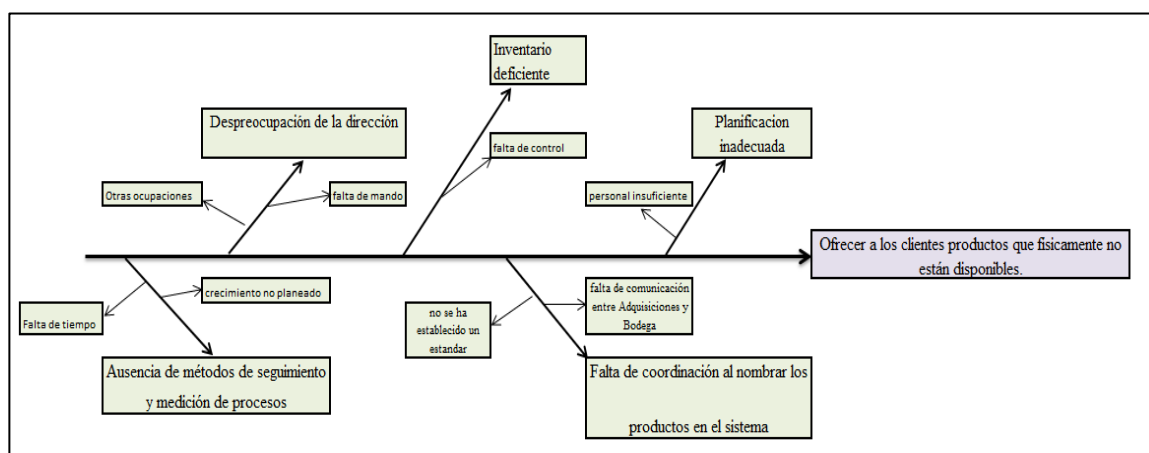 Inventario
deficiente
Despreocupación de la dirección
Planificacion
inadecuada
falta de control
Otras ocupaciones
falta de mando
personal insuficiente
Ofrecer a los clientes productos que fisicamente no
están disponibles.
crecimiento no planeado
Falta de tiempo
no se ha
establecido un
estandar
falta de comunicación
entre Adquisiciones y
Bodega
Ausencia de métodos de seguimiento
y medición de procesos
Falta de coordinación al nombrar los
productos en el sistema